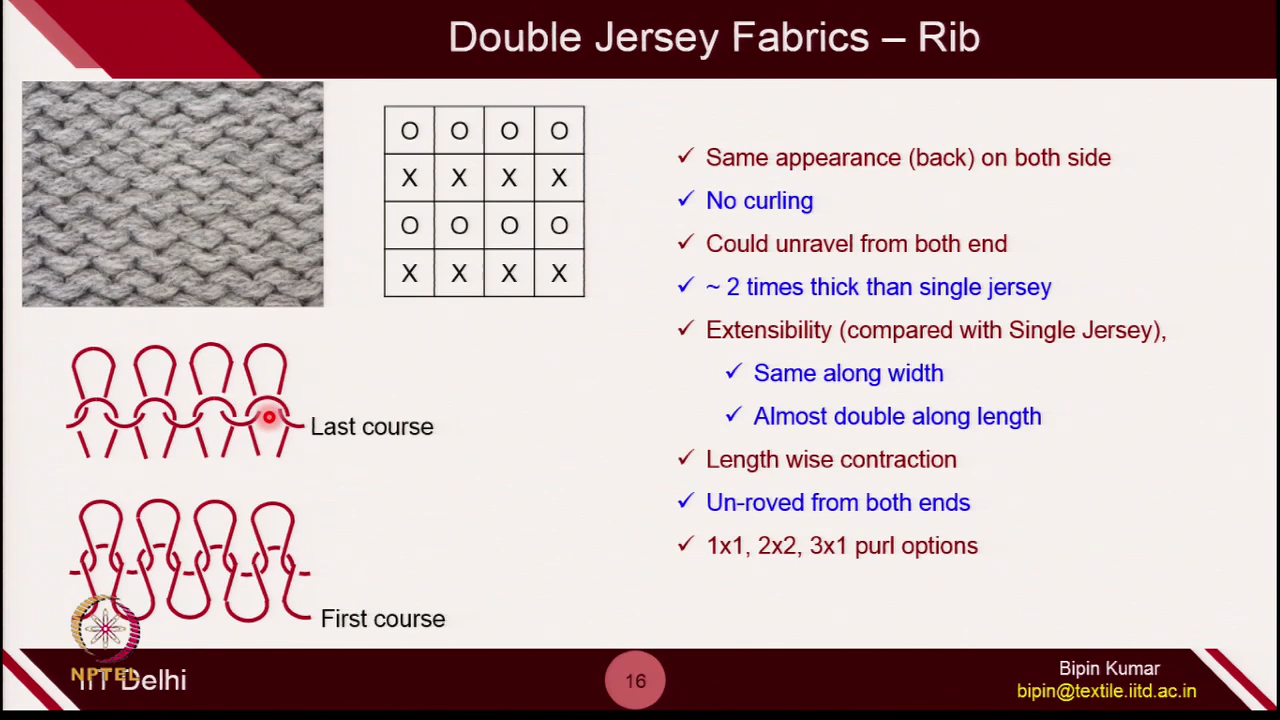 Double Jersey Fabrics – Rib
O O O O
X X X X
O O O O
X X X X
Last course
First course
Same appearance (back) on both side
No curling
Could unravel from both end
~ 2 times thick than single jersey
Extensibility (compared with Single Jersey),
Same along width
Almost double along length
Length wise contraction
Un-roved from both ends
1x1, 2x2, 3x1 purl options
NPTEL
IIT Delhi
16
Bipin Kumar
bipin@textile.iitd.ac.in